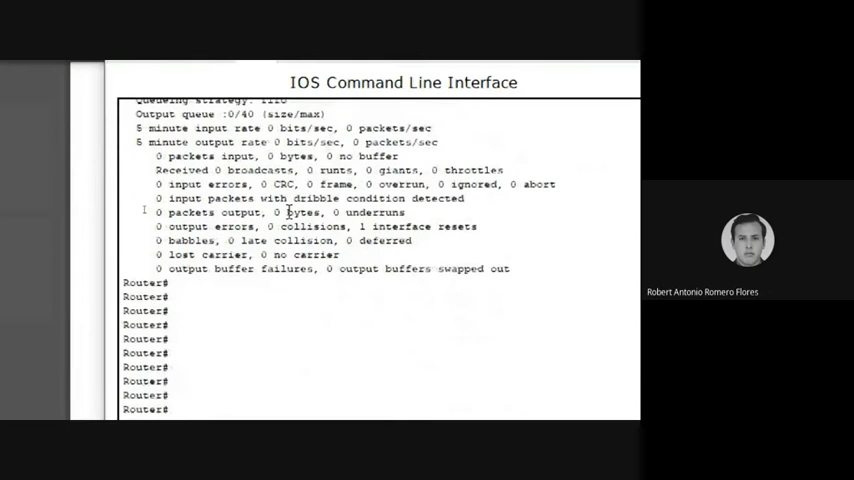 IOS Command Line Interface
Queueing strategy: fifo
Output queue :0/40 (size/max)
5 minute input rate 0 bits/sec, 0 packets/sec
5 minute output rate 0 bits/sec, 0 packets/sec
0 packets input, 0 bytes, 0 no buffer
Received 0 broadcasts, 0 runts, 0 giants, 0 throttles
0 input errors, 0 CRC, 0 frame, 0 overrun, 0 ignored, 0 abort
0 input packets with dribble condition detected
0 packets output, 0 bytes, 0 underruns
0 output errors, 0 collisions, 1 interface resets
0 babbles, 0 late collision, 0 deferred
0 lost carrier, 0 no carrier
0 output buffer failures, 0 output buffers swapped out
Router#
Router#
Router#
Router#
Router#
Router#
Router#
Router#
Router#
Router#
Robert Antonio Romero Flores